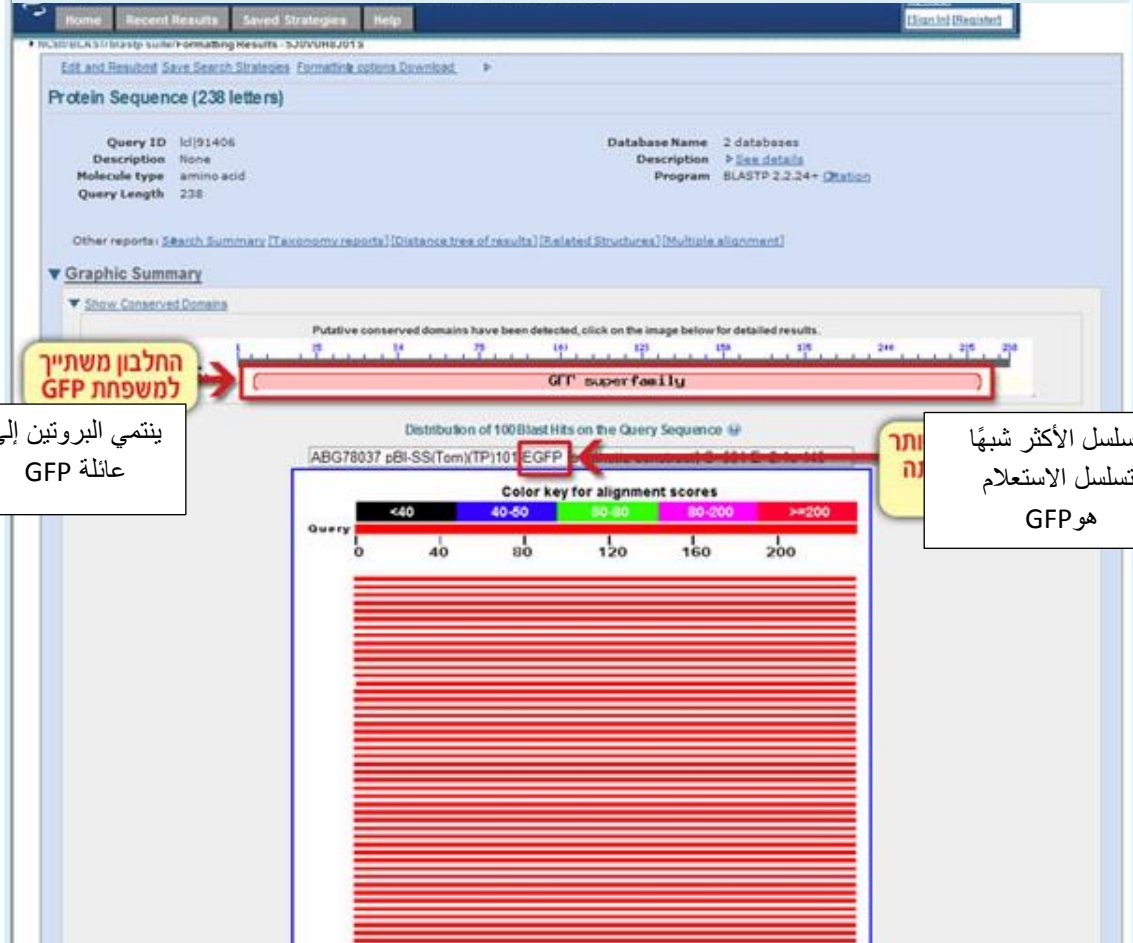 Home Recent Results Saved Strategies Help
[Sign In] [Register]
Formatting Results - 5J0V0H8J01S
Edit and Resubmit Save Search Strategies Formatting options Download
Protein Sequence (238 letters)
Query ID lcl|91406
Description None
Molecule type amino acid
Query Length 238
Database Name 2 databases
Description See details
Program BLASTP 2.2.24+ Citation
Other reports: Search Summary [Taxonomy reports] [Distance tree of results] [Related Structures] [Multiple alignment]
Graphic Summary
Show Conserved Domains
Putative conserved domains have been detected, click on the image below for detailed results.
GFP superfamily
החלבון משתייך
למשפחת GFP
ينتمي البروتين إلى
عائلة GFP
Distribution of 100 Blast Hits on the Query Sequence
ABG78037 pBI-SS(Tom)(TP)101-EGFP
سلسل الأكثر شبهًا
تسلسل الاستعلام
هو GFP
Color key for alignment scores
<40 40-50 50-80 80-200 >=200
Query
0 40 80 120 160 200